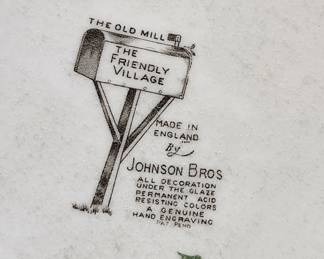 THE OLD MILL
THE
FRIENDLY
VILLAGE
MADE IN
ENGLAND
By
JOHNSON BROS
ALL DECORATION
UNDER THE GLAZE
PERMANENT ACID
RESISTING COLORS
A GENUINE
HAND ENGRAVING
PAT. PEND